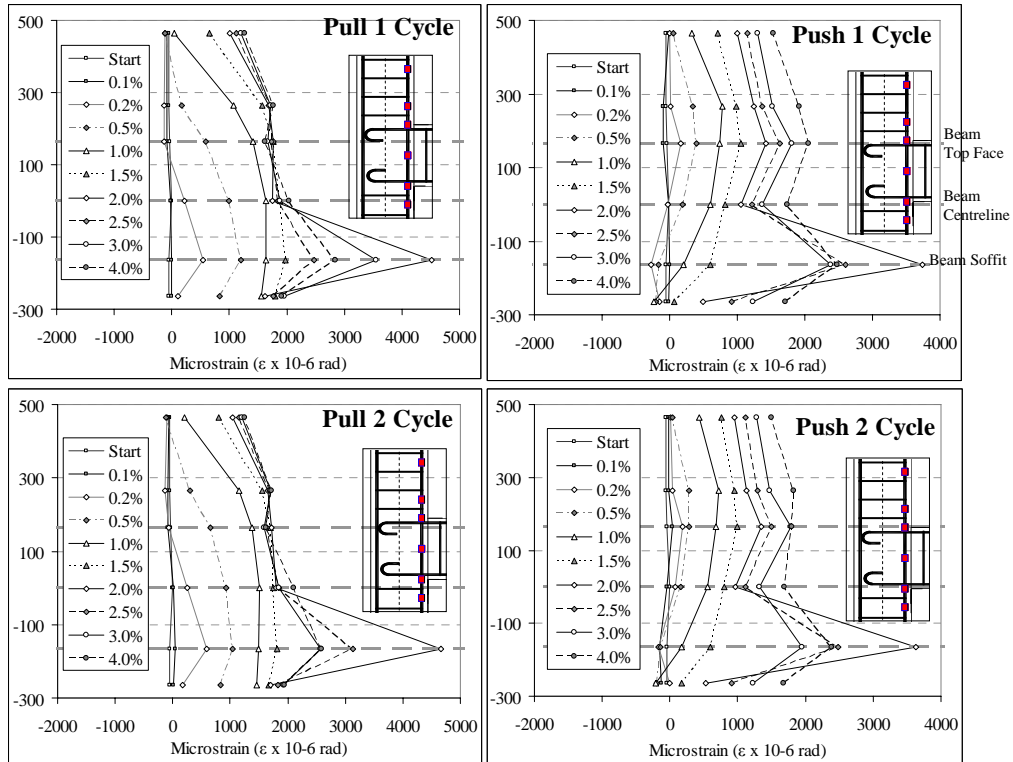 Pull 1 Cycle
500
300
100
-100
-300
Start
0.1%
0.2%
0.5%
1.0%
1.5%
2.0%
2.5%
3.0%
4.0%
-2000 -1000 0 1000 2000 3000 4000 5000
Microstrain (ε x 10-6 rad)
Push 1 Cycle
500
300
100
-100
-300
Start
0.1%
0.2%
0.5%
1.0%
1.5%
2.0%
2.5%
3.0%
4.0%
Beam
Top Face
Beam
Centreline
Beam Soffit
-2000 -1000 0 1000 2000 3000 4000
Microstrain (ε x 10-6 rad)
Pull 2 Cycle
500
300
100
-100
-300
Start
0.1%
0.2%
0.5%
1.0%
1.5%
2.0%
2.5%
3.0%
4.0%
-2000 -1000 0 1000 2000 3000 4000 5000
Microstrain (ε x 10-6 rad)
Push 2 Cycle
500
300
100
-100
-300
Start
0.1%
0.2%
0.5%
1.0%
1.5%
2.0%
2.5%
3.0%
4.0%
-2000 -1000 0 1000 2000 3000 4000
Microstrain (ε x 10-6 rad)